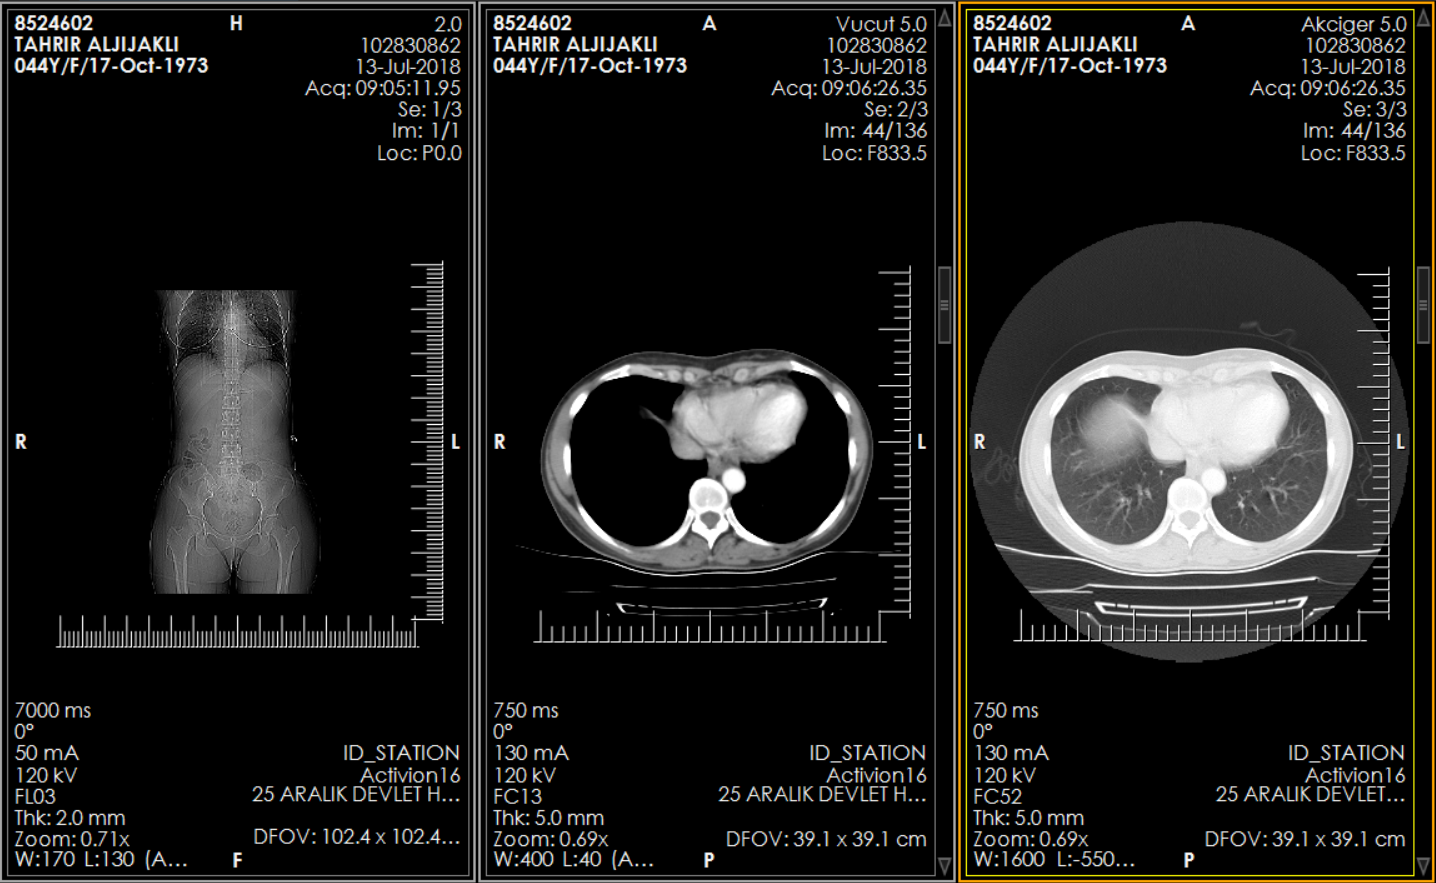 8524602 H 2.0
TAHRIR ALJIJAKLI 102830862
044Y/F/17-Oct-1973 13-Jul-2018
Acq: 09:05:11.95
Se: 1/3
Im: 1/1
Loc: P0.0
R L
7000 ms
0°
50 mA ID_STATION
120 kV Activion16
FL03 25 ARALIK DEVLET H...
Thk: 2.0 mm
Zoom: 0.71x DFOV: 102.4 x 102.4...
W:170 L:130 (A... F
8524602 A Vucut 5.0
TAHRIR ALJIJAKLI 102830862
044Y/F/17-Oct-1973 13-Jul-2018
Acq: 09:06:26.35
Se: 2/3
Im: 44/136
Loc: F833.5
R L
750 ms
0°
130 mA ID_STATION
120 kV Activion16
FC13 25 ARALIK DEVLET H...
Thk: 5.0 mm
Zoom: 0.69x DFOV: 39.1 x 39.1 cm
W:400 L:40 (A... P
8524602 A Akciger 5.0
TAHRIR ALJIJAKLI 102830862
044Y/F/17-Oct-1973 13-Jul-2018
Acq: 09:06:26.35
Se: 3/3
Im: 44/136
Loc: F833.5
R L
750 ms
0°
130 mA ID_STATION
120 kV Activion16
FC52 25 ARALIK DEVLET...
Thk: 5.0 mm
Zoom: 0.69x DFOV: 39.1 x 39.1 cm
W:1600 L:-550... P